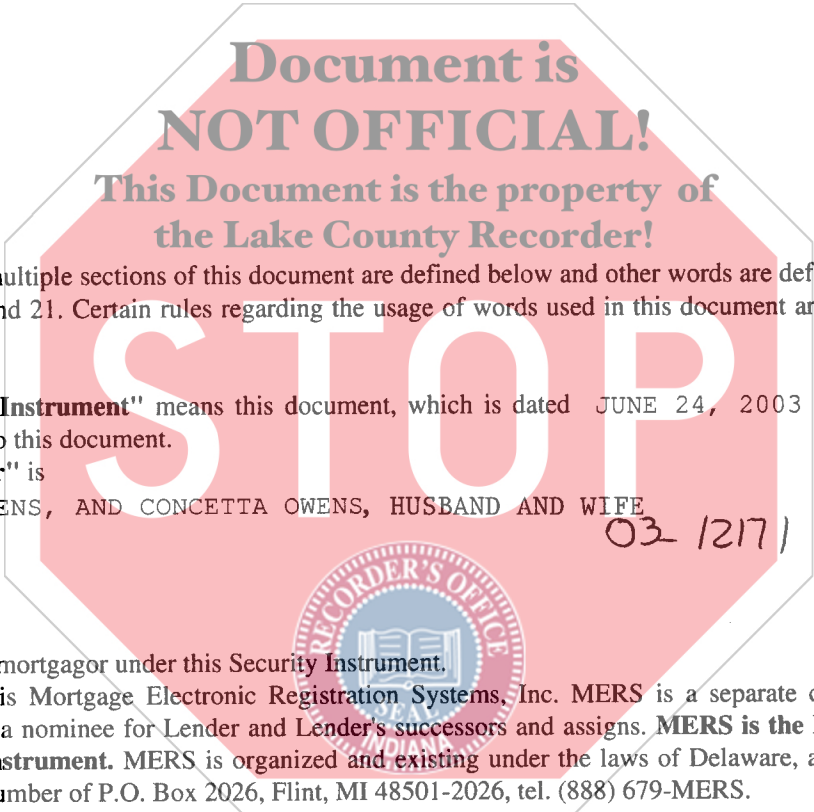 Document is
NOT OFFICIAL!
This Document is the property of
the Lake County Recorder!
ultiple sections of this document are defined below and other words are def
nd 21. Certain rules regarding the usage of words used in this document ar
STOP
Instrument" means this document, which is dated JUNE 24, 2003
o this document.
r" is
ENS, AND CONCETTA OWENS, HUSBAND AND WIFE
03-12171
RECORDER'S OFFICE
mortgagor under this Security Instrument.
is Mortgage Electronic Registration Systems, Inc. MERS is a separate c
a nominee for Lender and Lender's successors and assigns. MERS is the
SEAL
strument. MERS is organized and existing under the laws of Delaware, a
INDIANA
umber of P.O. Box 2026, Flint, MI 48501-2026, tel. (888) 679-MERS.